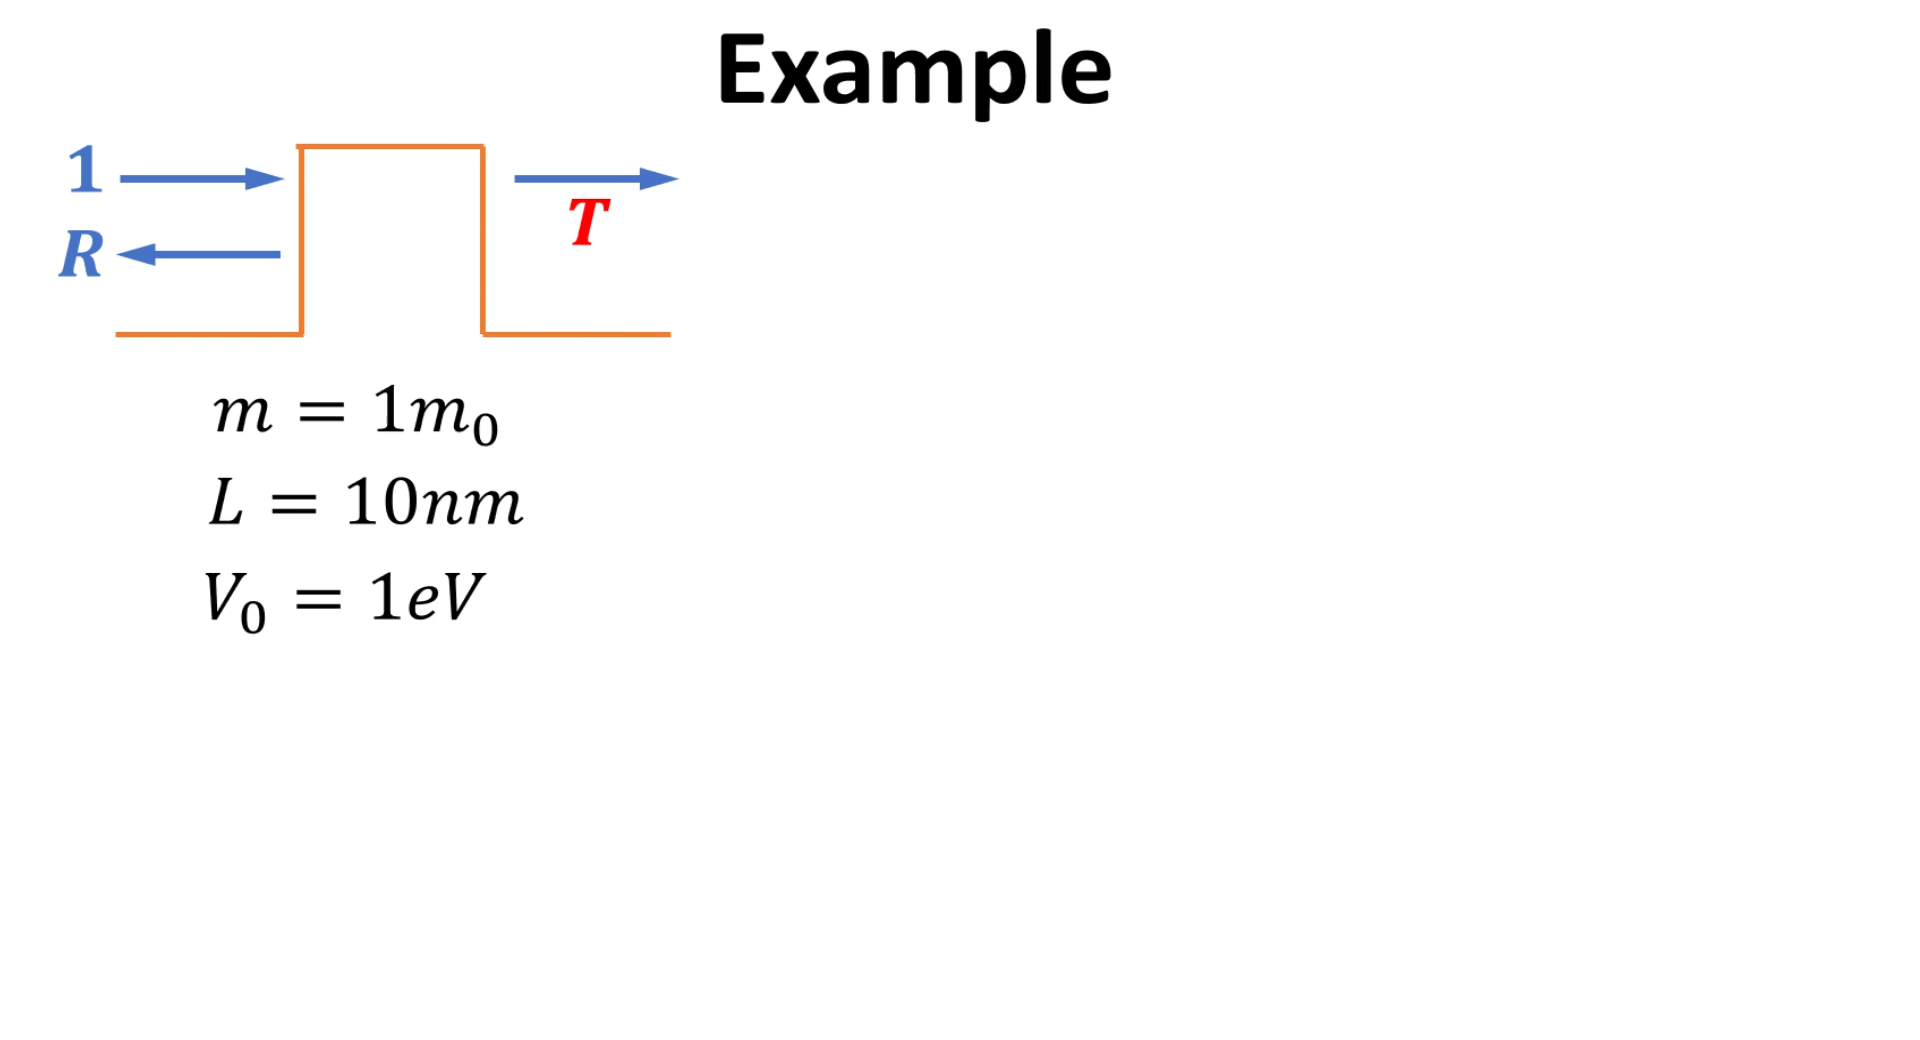 Example
1
R
T
m = 1m₀
L = 10nm
V₀ = 1eV